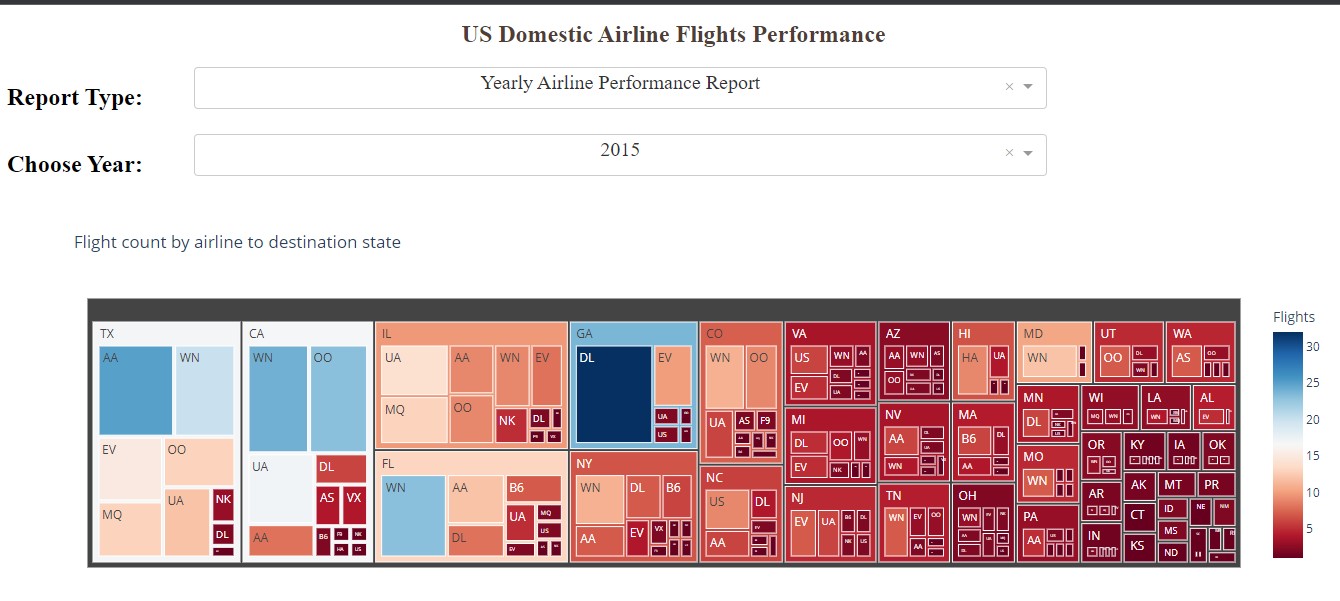 US Domestic Airline Flights Performance
Report Type:
Yearly Airline Performance Report
×
Choose Year:
2015
×
Flight count by airline to destination state
Flights
30
25
20
15
10
5
TX
AA
WN
EV
OO
MQ
UA
NK
DL
CA
WN
OO
UA
DL
AS
VX
AA
B6
F9
NK
HA
US
IL
UA
AA
WN
EV
MQ
OO
NK
DL
FL
WN
AA
B6
UA
MQ
US
DL
EV
GA
DL
EV
UA
US
NY
WN
DL
B6
AA
EV
VX
CO
WN
OO
UA
AS
F9
NC
US
DL
AA
EV
VA
US
WN
AA
EV
DL
UA
MI
DL
OO
WN
EV
NK
NJ
EV
UA
B6
DL
NK
US
AZ
AA
WN
AS
OO
NV
AA
DL
UA
WN
TN
WN
EV
OO
AA
DL
HI
HA
UA
MA
B6
DL
AA
OH
WN
EV
AA
DL
MD
WN
MN
DL
MO
WN
PA
AA
US
UT
OO
DL
WN
WA
AS
OO
WI
MQ
WN
LA
WN
AL
EV
OR
KY
IA
OK
AR
AK
MT
PR
CT
ID
NE
NM
IN
KS
MS
ND